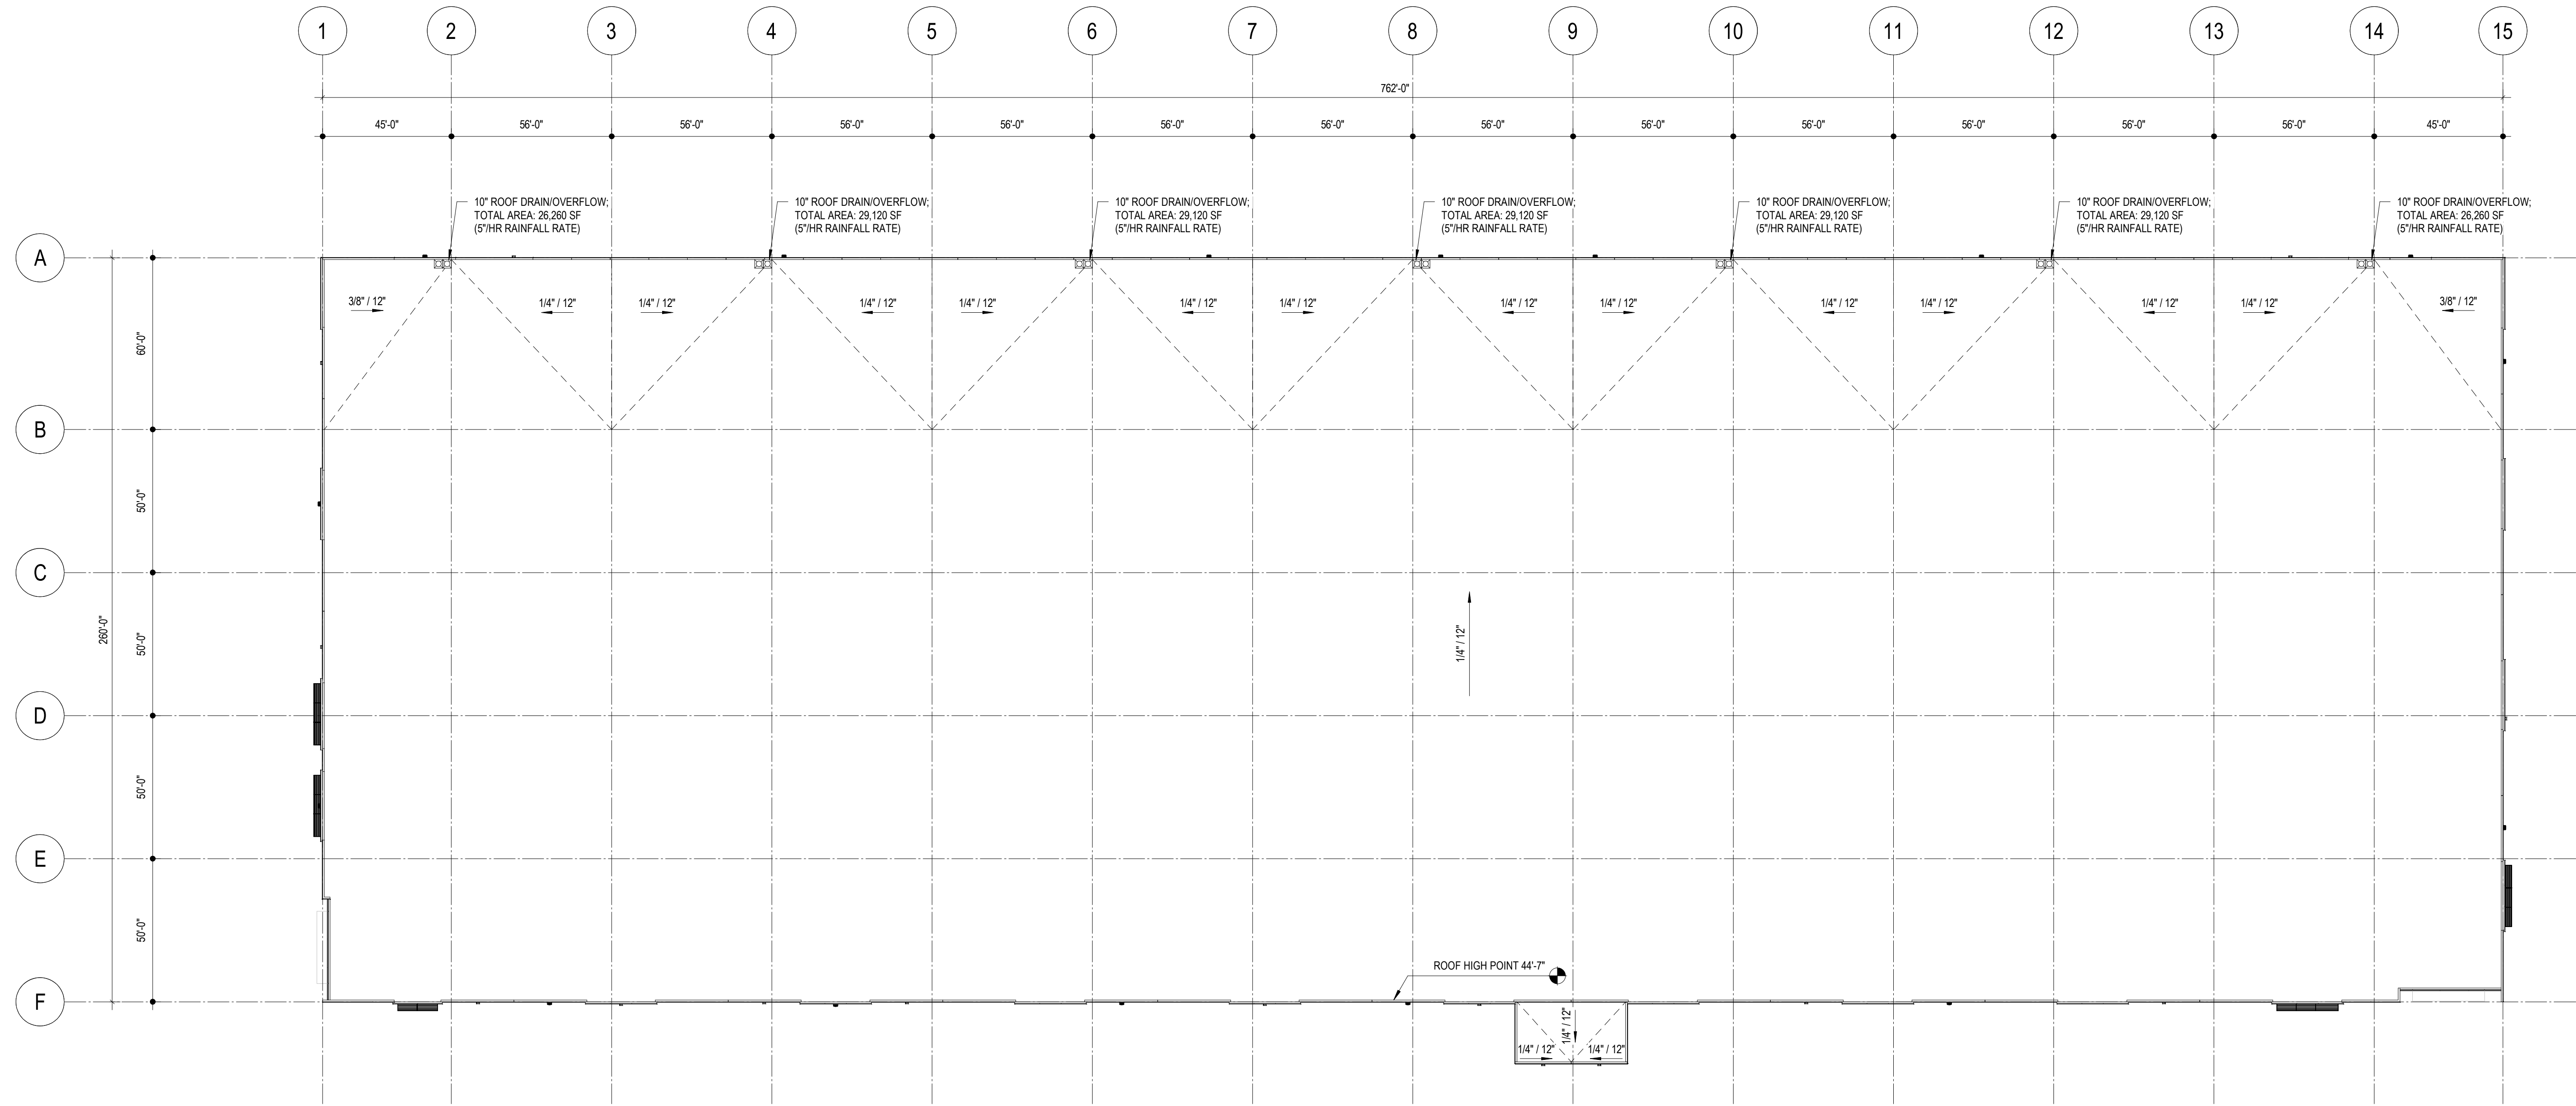 1 2 3 4 5 6 7 8 9 10 11 12 13 14 15
762'-0"
45'-0" 56'-0" 56'-0" 56'-0" 56'-0" 56'-0" 56'-0" 56'-0" 56'-0" 56'-0" 56'-0" 56'-0" 56'-0" 45'-0"
10" ROOF DRAIN/OVERFLOW;
TOTAL AREA: 26,260 SF
(5"/HR RAINFALL RATE)
10" ROOF DRAIN/OVERFLOW;
TOTAL AREA: 29,120 SF
(5"/HR RAINFALL RATE)
10" ROOF DRAIN/OVERFLOW;
TOTAL AREA: 29,120 SF
(5"/HR RAINFALL RATE)
10" ROOF DRAIN/OVERFLOW;
TOTAL AREA: 29,120 SF
(5"/HR RAINFALL RATE)
10" ROOF DRAIN/OVERFLOW;
TOTAL AREA: 29,120 SF
(5"/HR RAINFALL RATE)
10" ROOF DRAIN/OVERFLOW;
TOTAL AREA: 29,120 SF
(5"/HR RAINFALL RATE)
10" ROOF DRAIN/OVERFLOW;
TOTAL AREA: 26,260 SF
(5"/HR RAINFALL RATE)
A
3/8" / 12" 1/4" / 12" 1/4" / 12" 1/4" / 12" 1/4" / 12" 1/4" / 12" 1/4" / 12" 1/4" / 12" 1/4" / 12" 1/4" / 12" 1/4" / 12" 1/4" / 12" 1/4" / 12" 3/8" / 12"
60'-0"
B
50'-0"
C
260'-0"
50'-0"
1/4" / 12"
D
50'-0"
E
50'-0"
ROOF HIGH POINT 44'-7"
F
1/4" / 12"
1/4" / 12" 1/4" / 12"